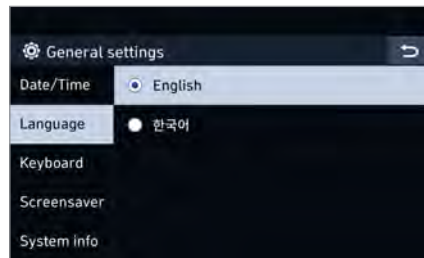 General settings
Date/Time
English
Language
한국어
Keyboard
Screensaver
System info